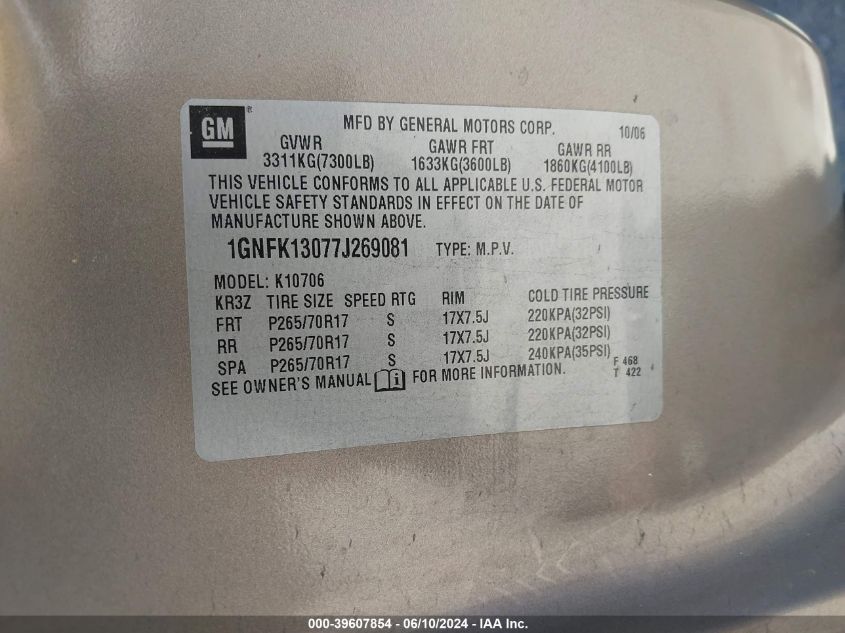 GM ®
MFD BY GENERAL MOTORS CORP. 10/06
GVWR GAWR FRT GAWR RR
3311KG(7300LB) 1633KG(3600LB) 1860KG(4100LB)
THIS VEHICLE CONFORMS TO ALL APPLICABLE U.S. FEDERAL MOTOR
VEHICLE SAFETY STANDARDS IN EFFECT ON THE DATE OF
MANUFACTURE SHOWN ABOVE.
1GNFK13077J269081 TYPE: M.P.V.
MODEL: K10706
KR3Z TIRE SIZE SPEED RTG RIM COLD TIRE PRESSURE
FRT P265/70R17 S 17X7.5J 220KPA(32PSI)
RR P265/70R17 S 17X7.5J 220KPA(32PSI)
SPA P265/70R17 S 17X7.5J 240KPA(35PSI)
SEE OWNER'S MANUAL i FOR MORE INFORMATION.
F 468
T 422
000-39607854 - 06/10/2024 - IAA Inc.